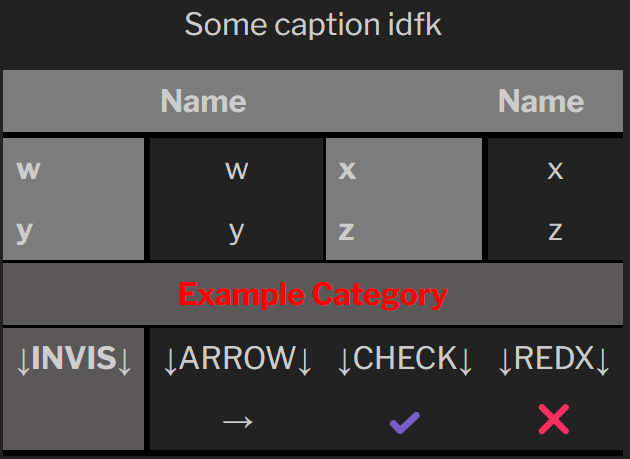 Some caption idfk
Name Name
w w x x
y y z z
Example Category
↓INVIS↓ ↓ARROW↓ ↓CHECK↓ ↓REDX↓
→ ✔ ❌